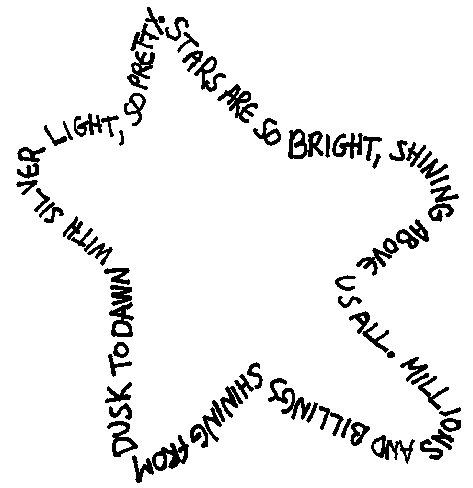 STARS ARE SO BRIGHT, SHINING ABOVE US ALL. MILLIONS AND BILLINGS SHINING FROM DUSK TO DAWN WITH SILVER LIGHT, SO PRETTY.